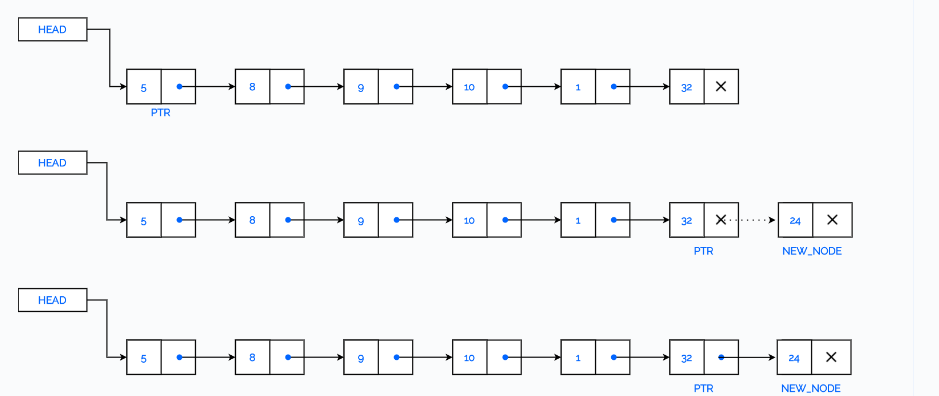 HEAD
5 8 9 10 1 32
PTR
HEAD
5 8 9 10 1 32 24
PTR NEW_NODE
HEAD
5 8 9 10 1 32 24
PTR NEW_NODE